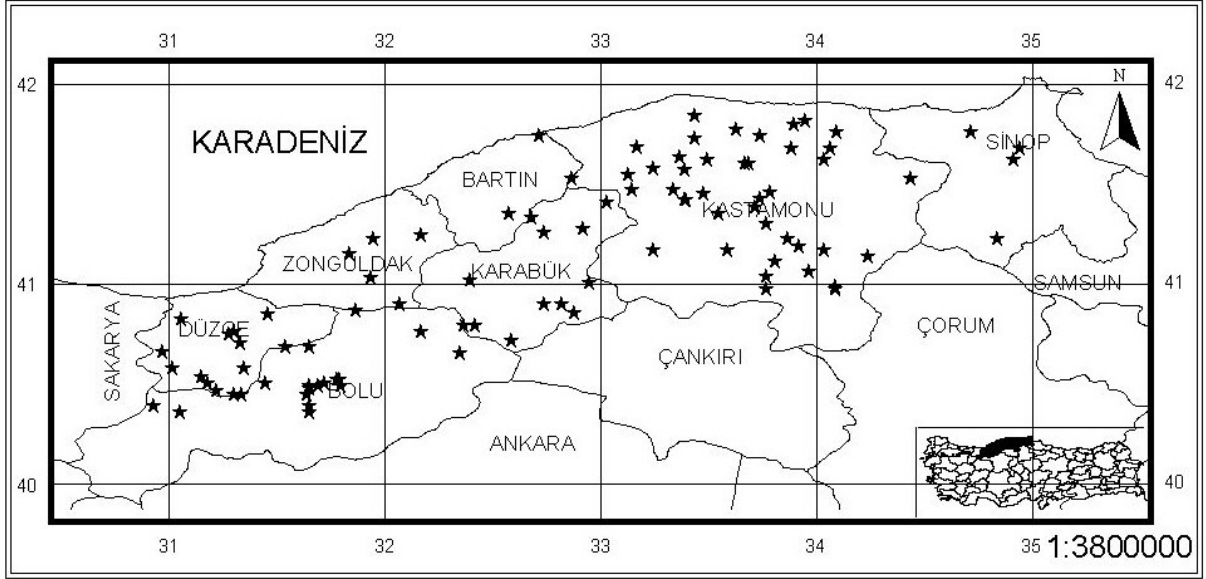 31 32 33 34 35
42 42
N
KARADENİZ
SİNOP
BARTIN
KASTAMONU
ZONGULDAK
KARABÜK
41 41
SAMSUN
DÜZCE
ÇORUM
SAKARYA
ÇANKIRI
BOLU
ANKARA
40 40
31 32 33 34 35
1:3800000